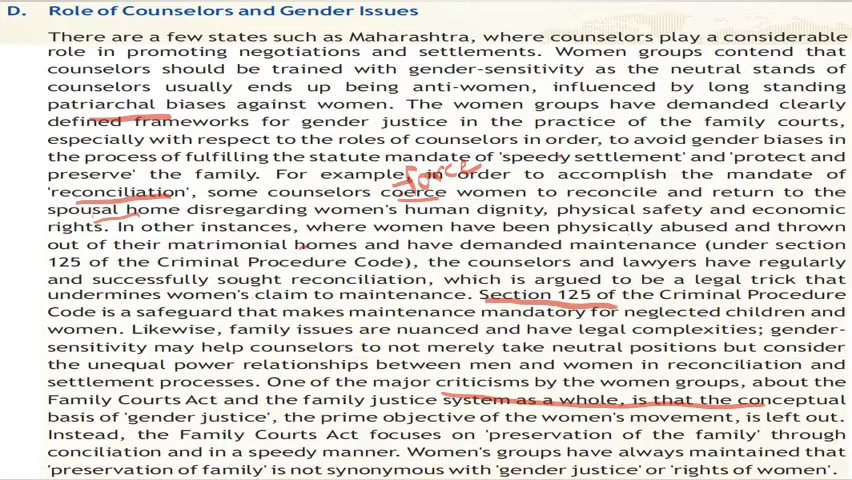 D. Role of Counselors and Gender Issues
There are a few states such as Maharashtra, where counselors play a considerable
role in promoting negotiations and settlements. Women groups contend that
counselors should be trained with gender-sensitivity as the neutral stands of
counselors usually ends up being anti-women, influenced by long standing
patriarchal biases against women. The women groups have demanded clearly
defined frameworks for gender justice in the practice of the family courts,
especially with respect to the roles of counselors in order, to avoid gender biases in
the process of fulfilling the statute mandate of 'speedy settlement' and 'protect and
preserve' the family. For example, in order to accomplish the mandate of
force
'reconciliation', some counselors coerce women to reconcile and return to the
spousal home disregarding women's human dignity, physical safety and economic
rights. In other instances, where women have been physically abused and thrown
out of their matrimonial homes and have demanded maintenance (under section
125 of the Criminal Procedure Code), the counselors and lawyers have regularly
and successfully sought reconciliation, which is argued to be a legal trick that
undermines women's claim to maintenance. Section 125 of the Criminal Procedure
Code is a safeguard that makes maintenance mandatory for neglected children and
women. Likewise, family issues are nuanced and have legal complexities; gender-
sensitivity may help counselors to not merely take neutral positions but consider
the unequal power relationships between men and women in reconciliation and
settlement processes. One of the major criticisms by the women groups, about the
Family Courts Act and the family justice system as a whole, is that the conceptual
basis of 'gender justice', the prime objective of the women's movement, is left out.
Instead, the Family Courts Act focuses on 'preservation of the family' through
conciliation and in a speedy manner. Women's groups have always maintained that
'preservation of family' is not synonymous with 'gender justice' or 'rights of women'.